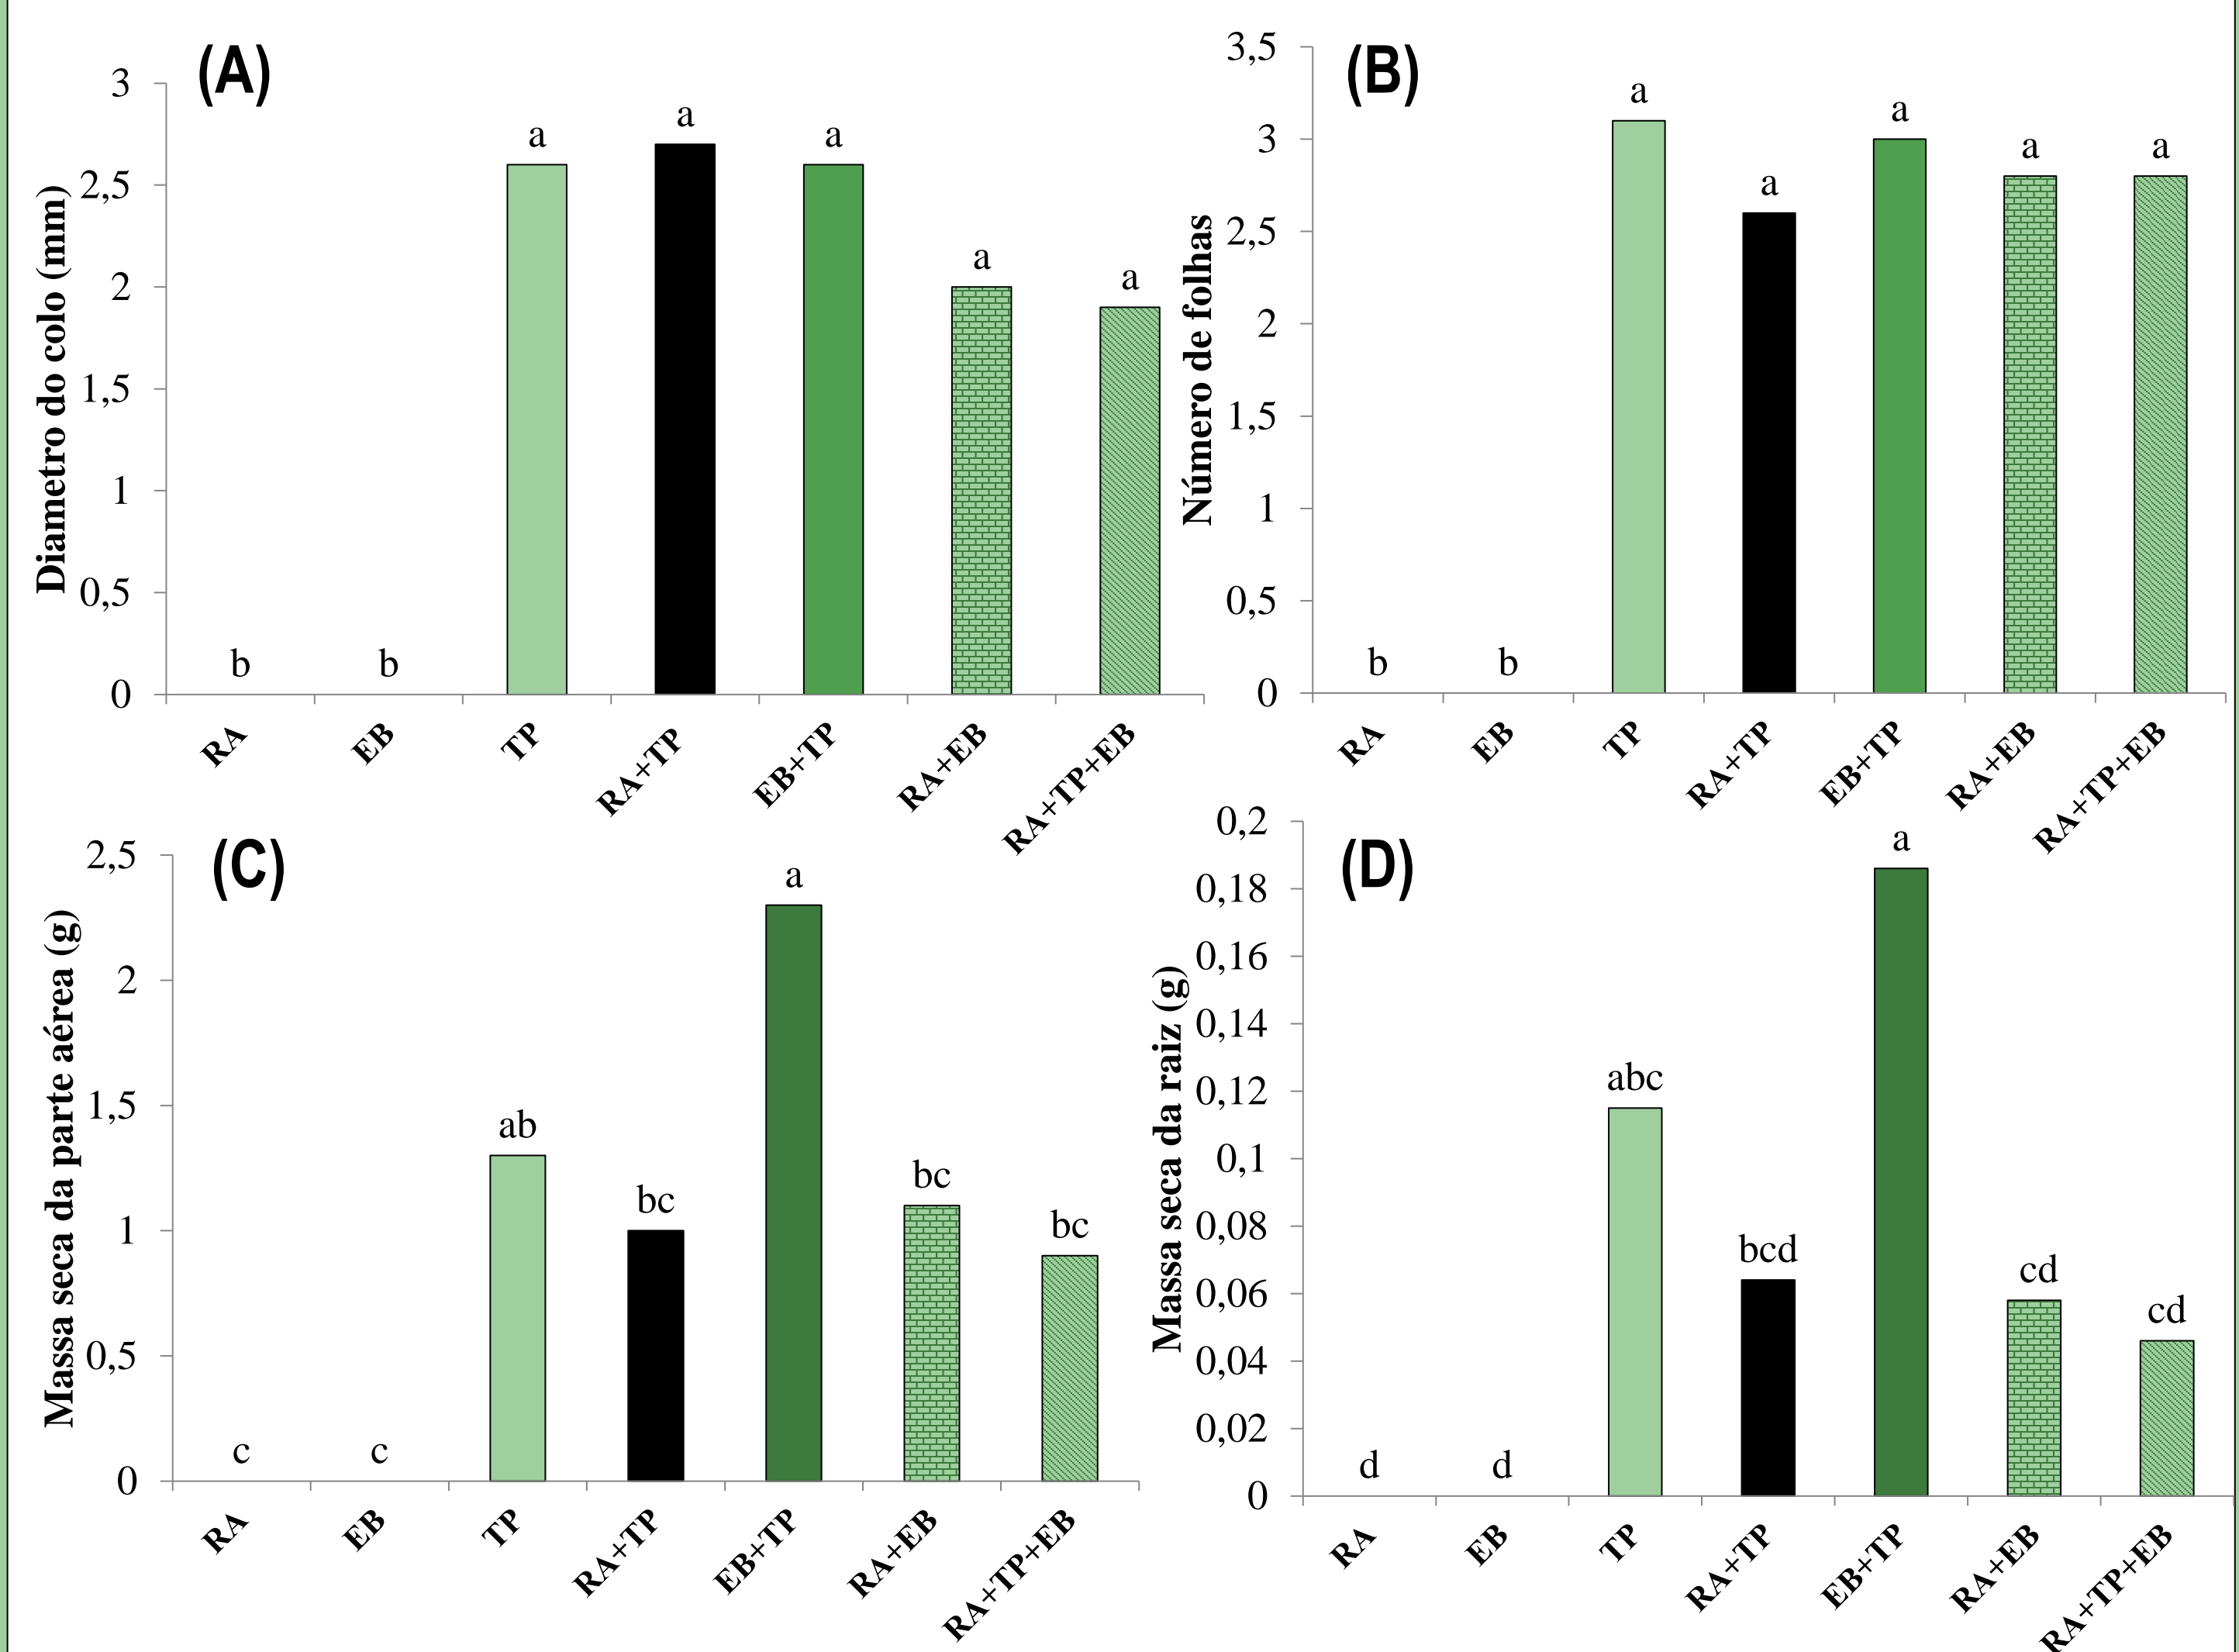 (A)
Diametro do colo (mm)
3
2,5
2
1,5
1
0,5
0
b
b
a
a
a
a
a
RA
EB
TP
RA+TP
EB+TP
RA+EB
RA+TP+EB
(B)
Número de folhas
3,5
3
2,5
2
1,5
1
0,5
0
b
b
a
a
a
a
a
RA
EB
TP
RA+TP
EB+TP
RA+EB
RA+TP+EB
(C)
Massa seca da parte aérea (g)
2,5
2
1,5
1
0,5
0
c
c
ab
bc
a
bc
bc
RA
EB
TP
RA+TP
EB+TP
RA+EB
RA+TP+EB
(D)
Massa seca da raiz (g)
0,2
0,18
0,16
0,14
0,12
0,1
0,08
0,06
0,04
0,02
0
d
d
abc
bcd
a
cd
cd
RA
EB
TP
RA+TP
EB+TP
RA+EB
RA+TP+EB